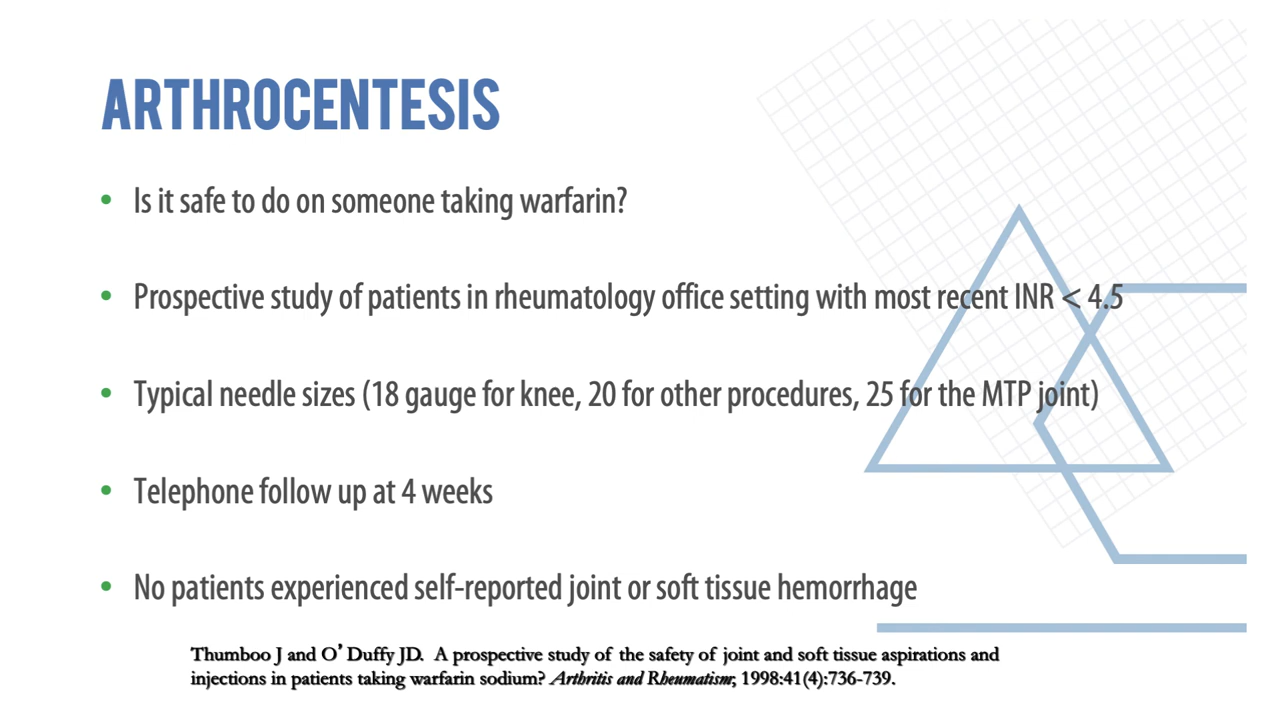 ARTHROCENTESIS
• Is it safe to do on someone taking warfarin?
• Prospective study of patients in rheumatology office setting with most recent INR < 4.5
• Typical needle sizes (18 gauge for knee, 20 for other procedures, 25 for the MTP joint)
• Telephone follow up at 4 weeks
• No patients experienced self-reported joint or soft tissue hemorrhage
Thumboo J and O’ Duffy JD. A prospective study of the safety of joint and soft tissue aspirations and
injections in patients taking warfarin sodium? Arthritis and Rheumatism; 1998:41(4):736-739.